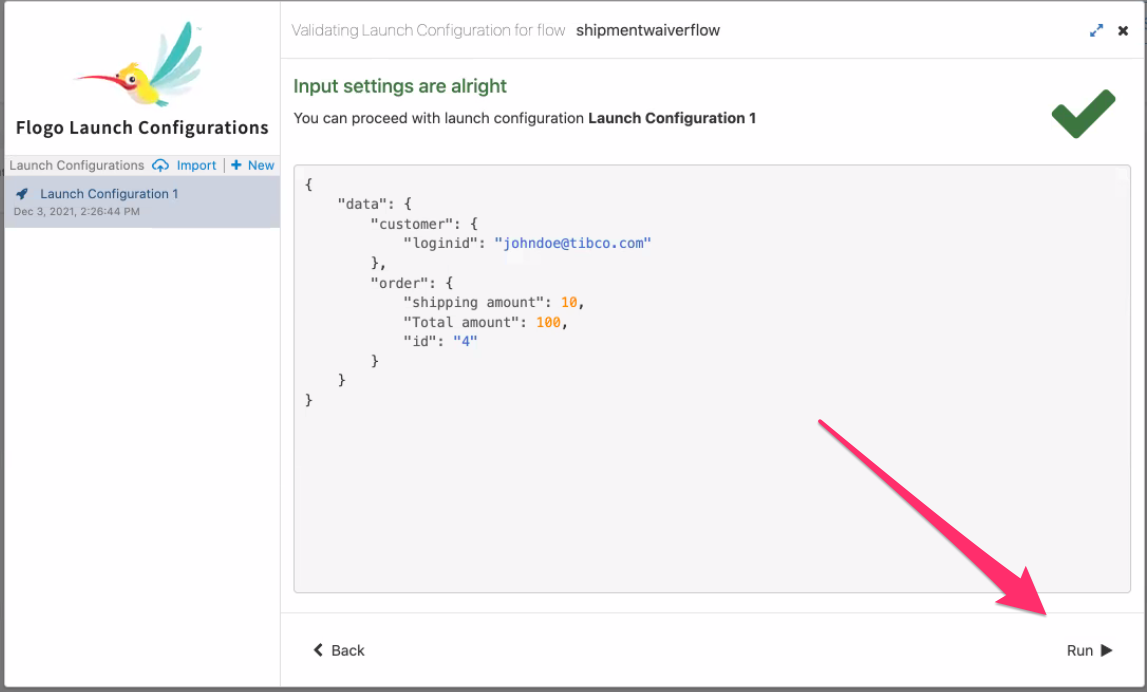 Flogo Launch Configurations
Launch Configurations Import | + New
Launch Configuration 1
Dec 3, 2021, 2:26:44 PM
Validating Launch Configuration for flow shipmentwaiverflow
Input settings are alright
You can proceed with launch configuration Launch Configuration 1
{
    "data": {
        "customer": {
            "loginid": "johndoe@tibco.com"
        },
        "order": {
            "shipping amount": 10,
            "Total amount": 100,
            "id": "4"
        }
    }
}
Back
Run